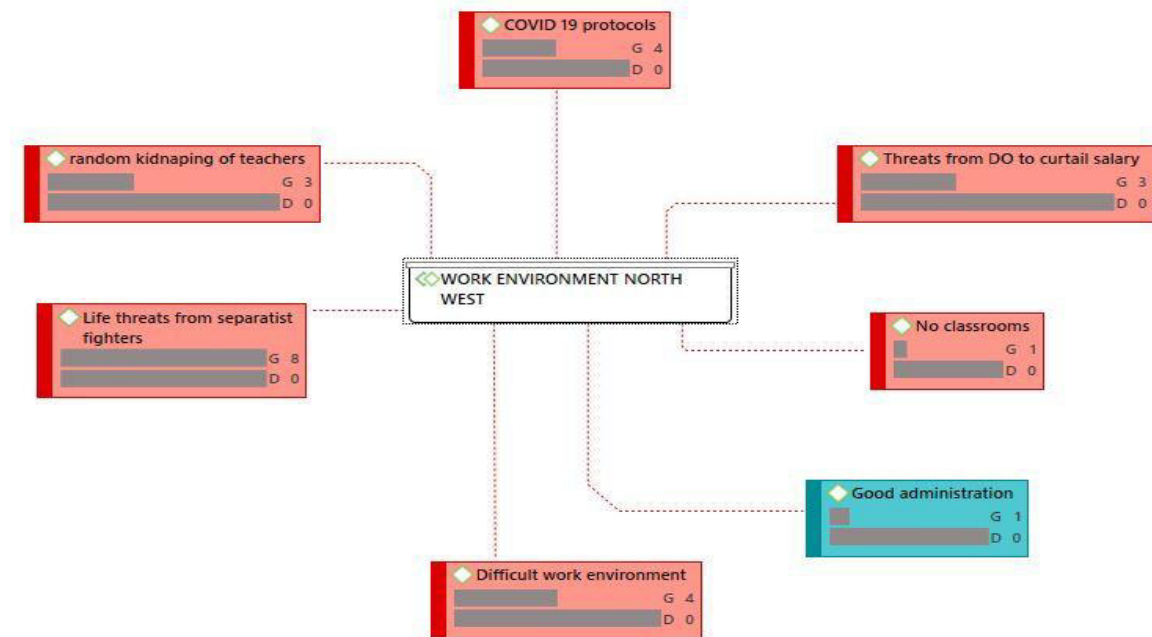 COVID 19 protocols
G 4
D 0
random kidnaping of teachers
G 3
D 0
Threats from DO to curtail salary
G 3
D 0
WORK ENVIRONMENT NORTH
WEST
Life threats from separatist
fighters
G 8
D 0
No classrooms
G 1
D 0
Good administration
G 1
D 0
Difficult work environment
G 4
D 0